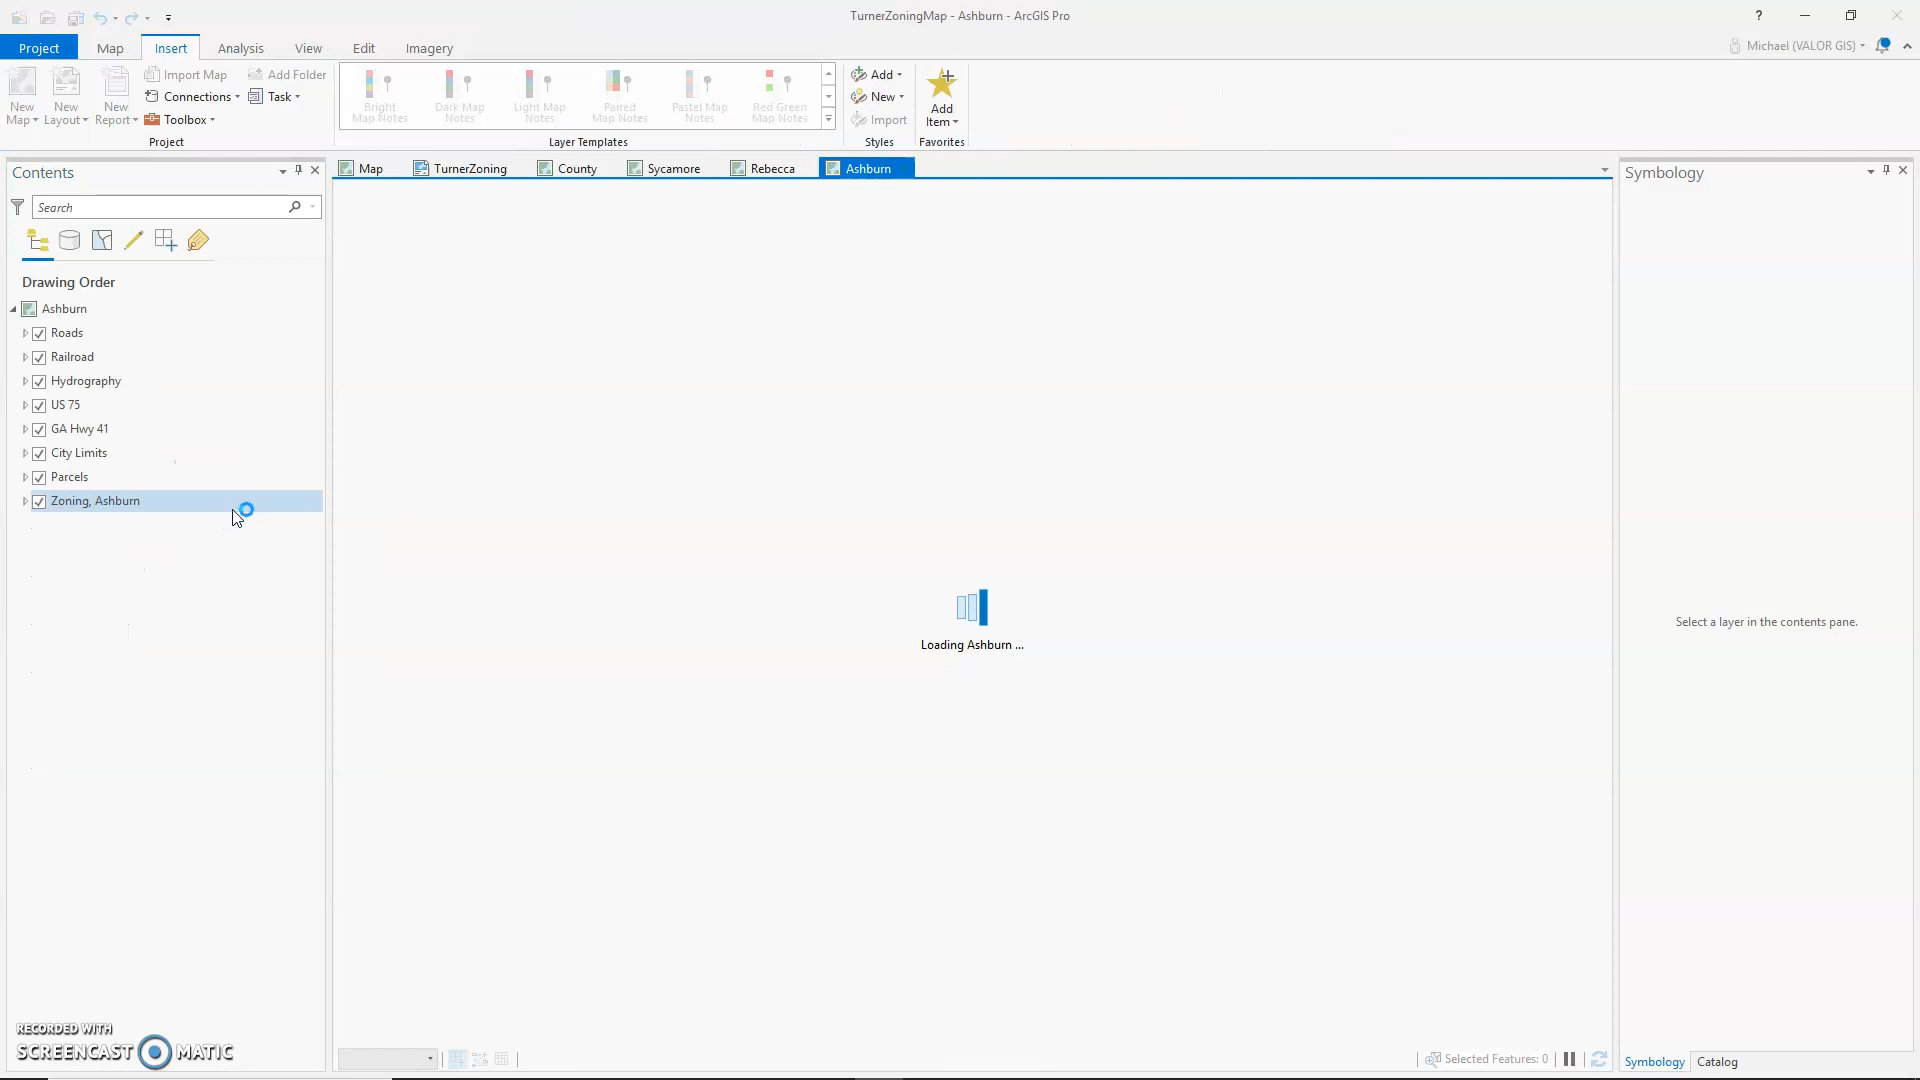 TurnerZoningMap - Ashburn - ArcGIS Pro
?
Project
Map
Insert
Analysis
View
Edit
Imagery
Michael (VALOR GIS)
New Map
New Layout
New Report
Import Map
Connections
Toolbox
Add Folder
Task
Project
Bright Map Notes
Dark Map Notes
Light Map Notes
Paired Map Notes
Pastel Map Notes
Red Green Map Notes
Layer Templates
Add
New
Import
Styles
Add Item
Favorites
Contents
Search
Drawing Order
Ashburn
Roads
Railroad
Hydrography
US 75
GA Hwy 41
City Limits
Parcels
Zoning, Ashburn
Map
TurnerZoning
County
Sycamore
Rebecca
Ashburn
Loading Ashburn ...
Selected Features: 0
Symbology
Select a layer in the contents pane.
Symbology
Catalog
RECORDED WITH
SCREENCAST MATIC